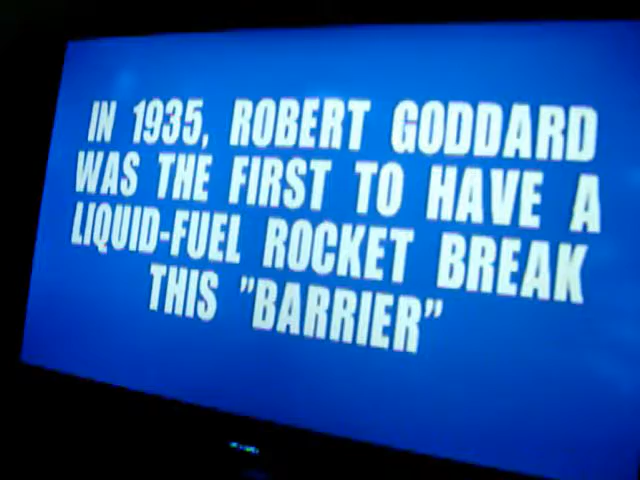 IN 1935, ROBERT GODDARD
WAS THE FIRST TO HAVE A
LIQUID-FUEL ROCKET BREAK
THIS "BARRIER"